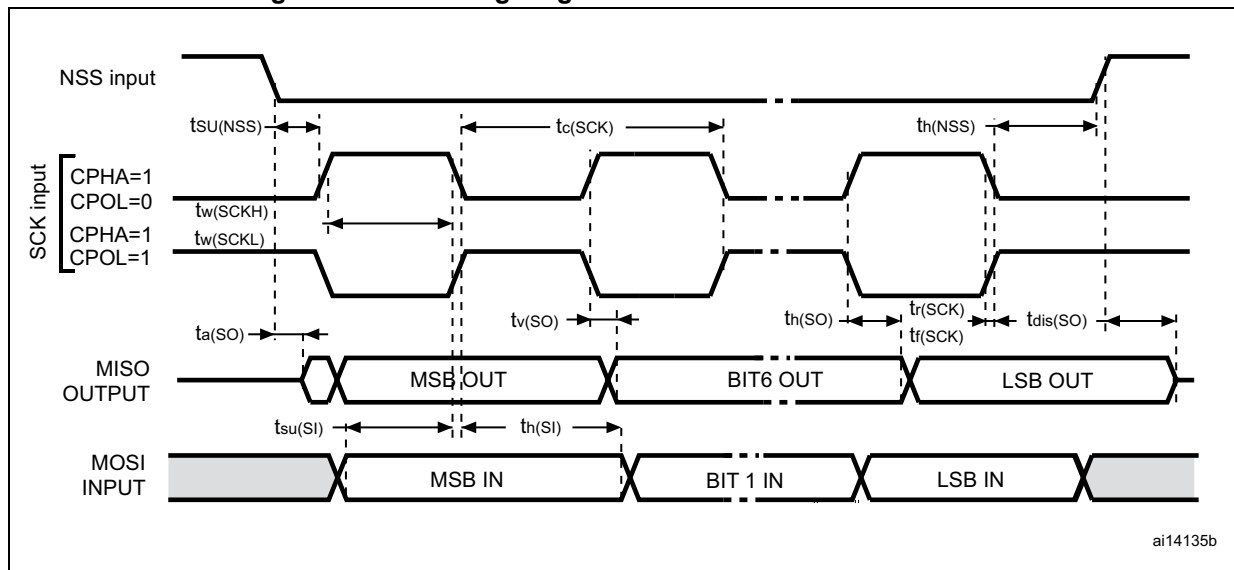 NSS input
tSU(NSS)
tc(SCK)
th(NSS)
SCK input
CPHA=1
CPOL=0
tw(SCKH)
CPHA=1
tw(SCKL)
CPOL=1
ta(SO)
tv(SO)
th(SO)
tr(SCK)
tf(SCK)
tdis(SO)
MISO
OUTPUT
MSB OUT
BIT6 OUT
LSB OUT
tsu(SI)
th(SI)
MOSI
INPUT
MSB IN
BIT 1 IN
LSB IN
ai14135b